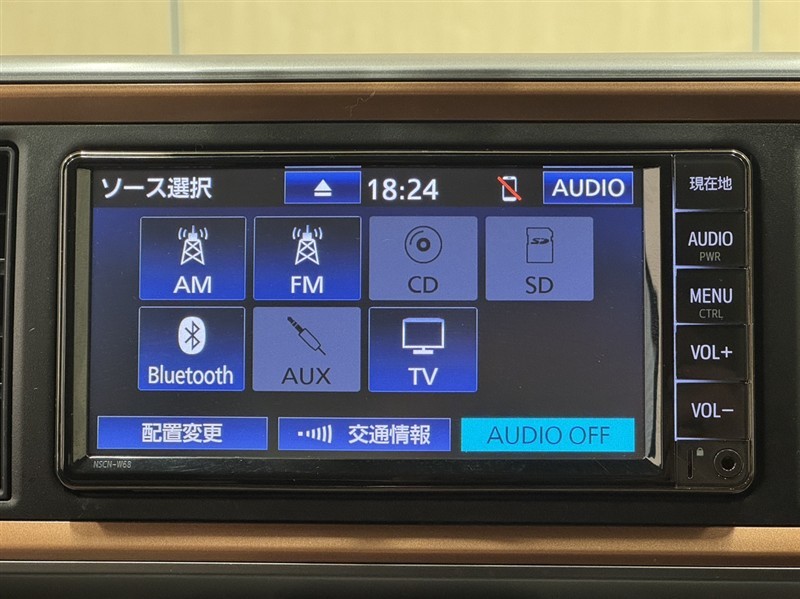 ソース選択
18:24
AUDIO
AM
FM
CD
SD
Bluetooth
AUX
TV
配置変更
交通情報
AUDIO OFF
NSCN-W68
現在地
AUDIO
PWR
MENU
CTRL
VOL+
VOL−